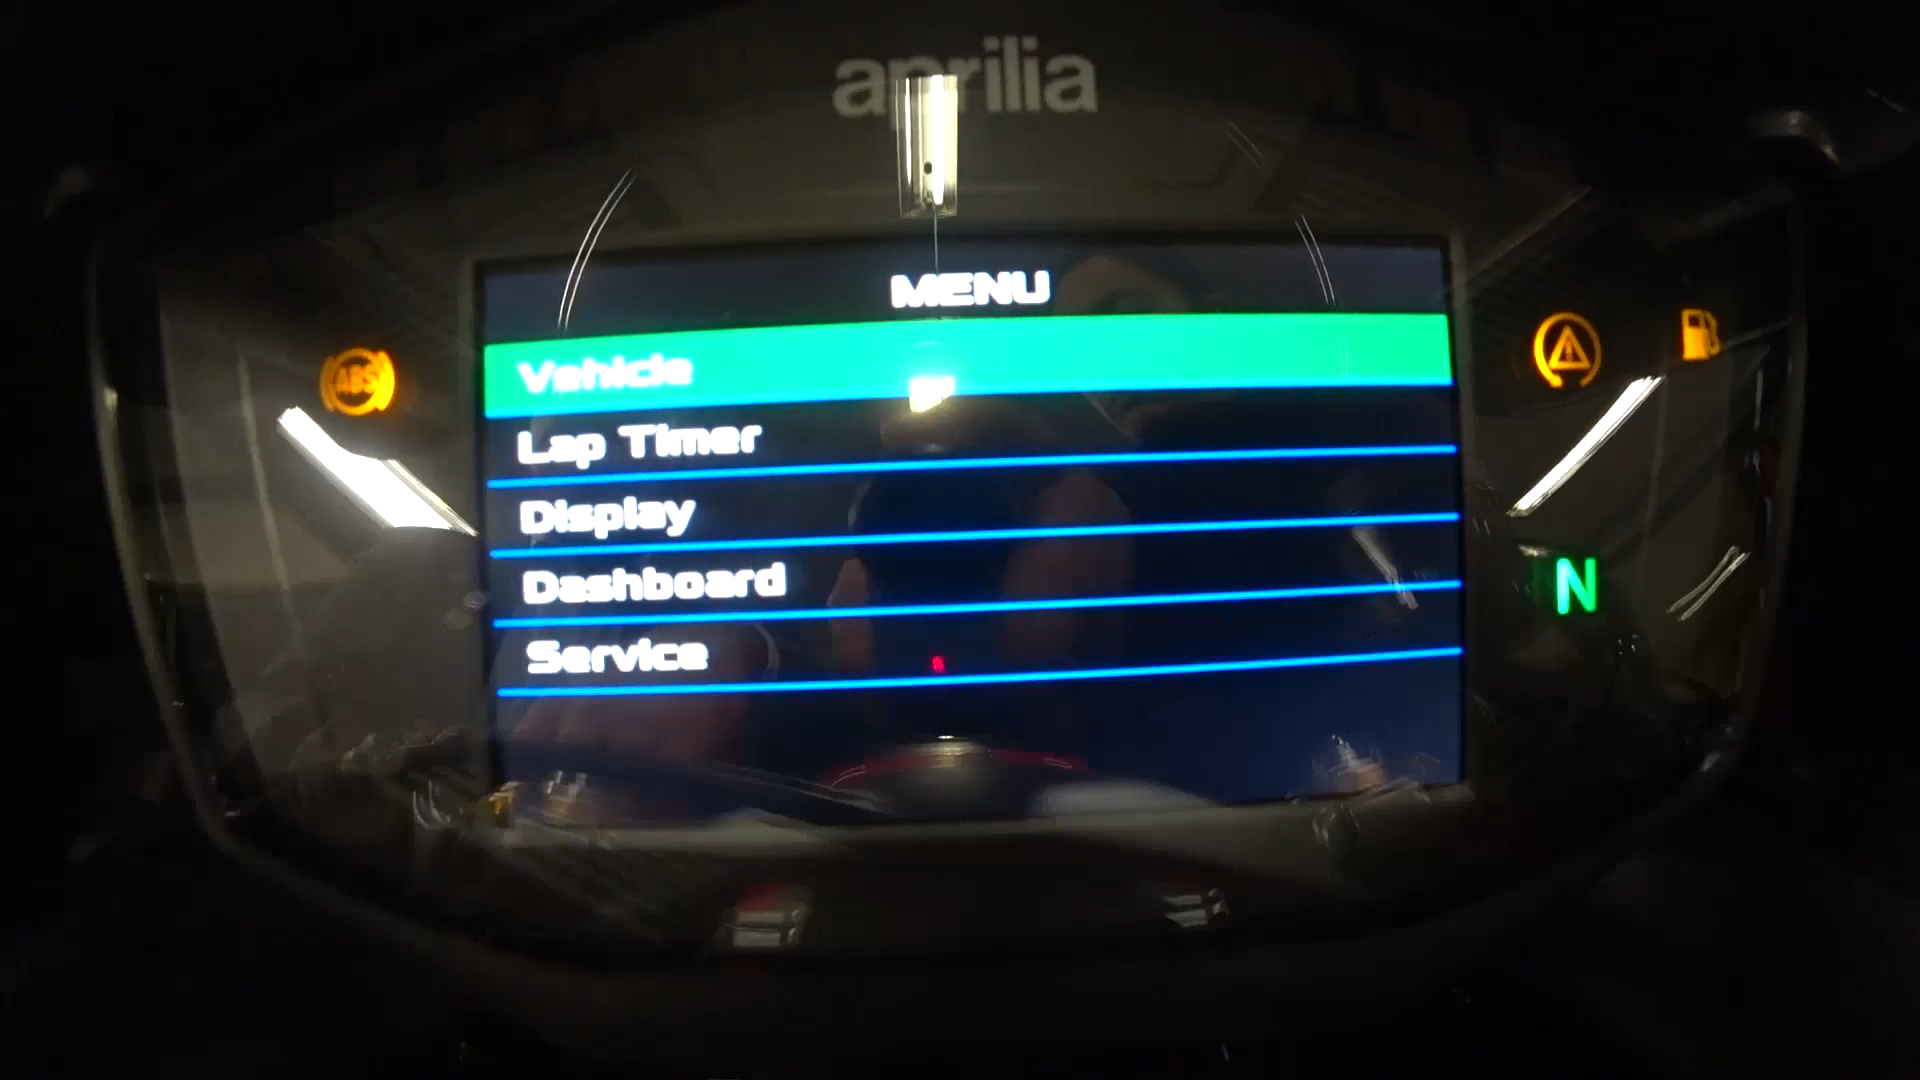 aprilia
MENU
Vehicle
ABS
Lap Timer
Display
Dashboard
N
Service